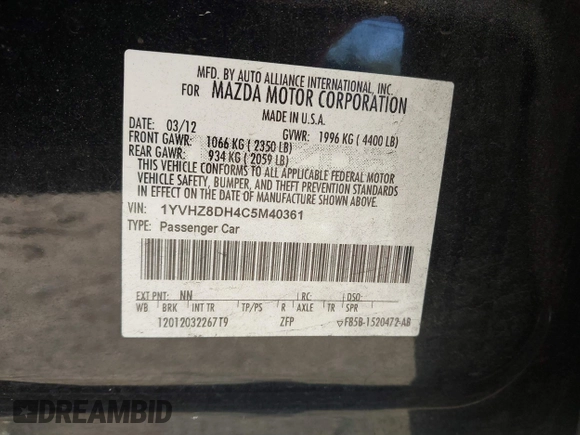 MFD. BY AUTO ALLIANCE INTERNATIONAL, INC.
FOR MAZDA MOTOR CORPORATION
MADE IN U.S.A.
DATE: 03/12 GVWR: 1996 KG (4400 LB)
FRONT GAWR: 1066 KG (2350 LB)
REAR GAWR: 934 KG (2059 LB)
THIS VEHICLE CONFORMS TO ALL APPLICABLE FEDERAL MOTOR
VEHICLE SAFETY, BUMPER, AND THEFT PREVENTION STANDARDS
IN EFFECT ON THE DATE OF MANUFACTURE SHOWN ABOVE.
VIN: 1YVHZ8DH4C5M40361
TYPE: Passenger Car
EXT PNT: NN RC: DSO:
WB BRK INT TR TP/PS R AXLE TR SPR
12012032267T9 ZFP F85B-1520472-AB
DREAMBID